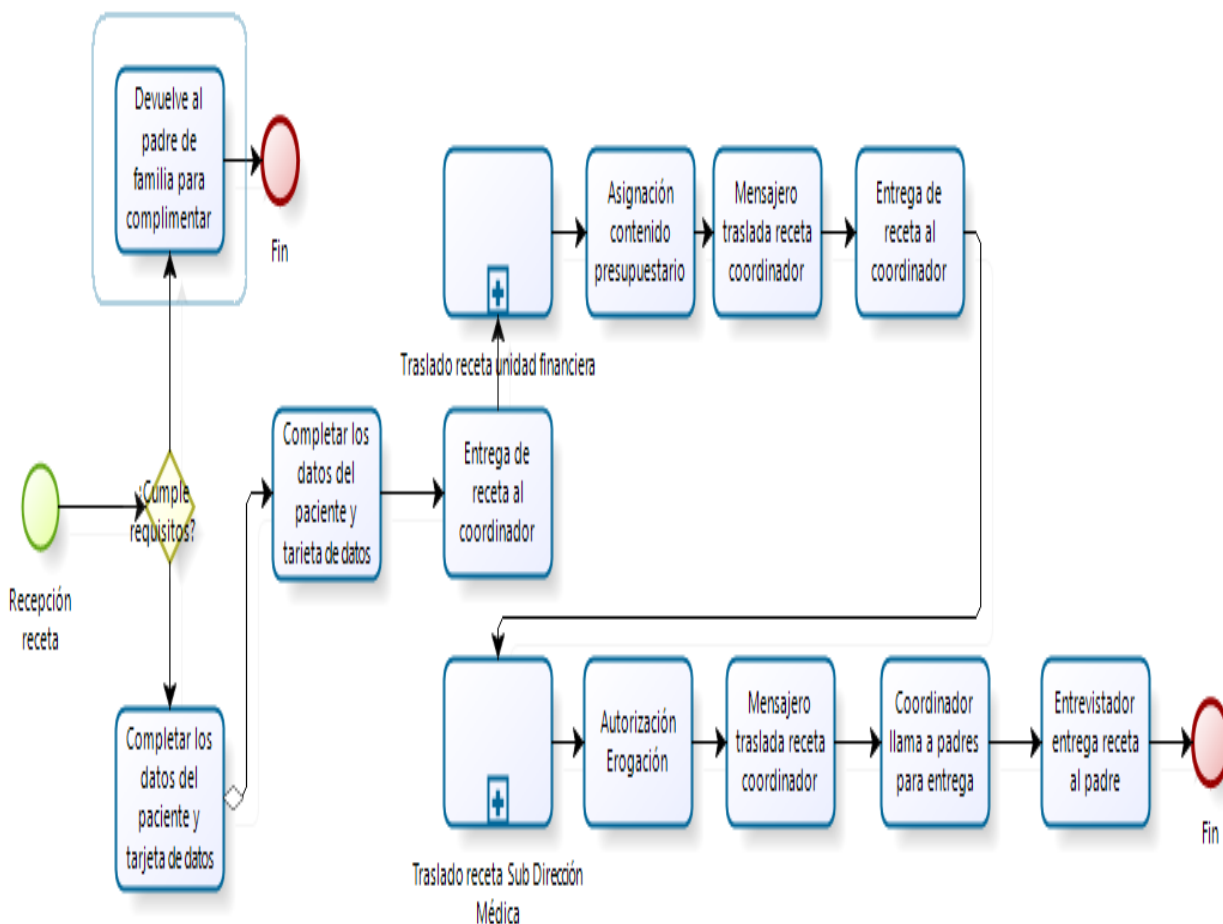 Devuelve al
padre de
familia para
complimentar
Fin
Asignación
contenido
presupuestario
Mensajero
traslada receta
coordinador
Entrega de
receta al
coordinador
Traslado receta unidad financiera
¿Cumple
requisitos?
Recepción
receta
Completar los
datos del
paciente y
tarjeta de datos
Entrega de
receta al
coordinador
Completar los
datos del
paciente y
tarjeta de datos
Traslado receta Sub Dirección
Médica
Autorización
Erogación
Mensajero
traslada receta
coordinador
Coordinador
llama a padres
para entrega
Entrevistador
entrega receta
al padre
Fin